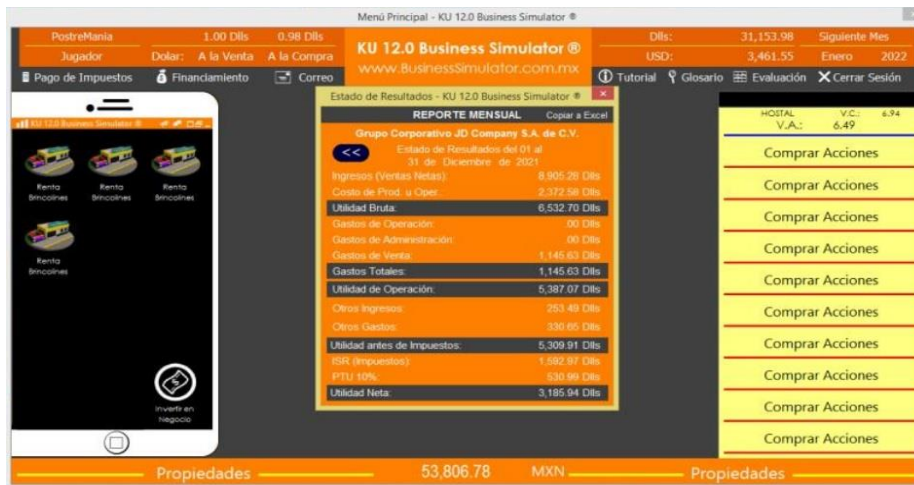 Menú Principal - KU 12.0 Business Simulator ®
PostreMania 1.00 Dlls 0.98 Dlls
Jugador Dolar: A la Venta A la Compra
KU 12.0 Business Simulator ®
www.BusinessSimulator.com.mx
Dlls: 31,153.98 Siguiente Mes
USD: 3,461.55 Enero 2022
Pago de Impuestos Financiamiento Correo
Tutorial Glosario Evaluación Cerrar Sesión
KU 12.0 Business Simulator ®
Renta Brincolines
Renta Brincolines
Renta Brincolines
Renta Brincolines
Invertir en
Negocio
Estado de Resultados - KU 12.0 Business Simulator ®
REPORTE MENSUAL Copiar a Excel
Grupo Corporativo JD Company S.A. de C.V.
<< Estado de Resultados del 01 al
31 de Diciembre de 2021
Ingresos (Ventas Netas): 8,905.28 Dlls
Costo de Prod. u Oper.: 2,372.58 Dlls
Utilidad Bruta: 6,532.70 Dlls
Gastos de Operación: .00 Dlls
Gastos de Administración: .00 Dlls
Gastos de Venta: 1,145.63 Dlls
Gastos Totales: 1,145.63 Dlls
Utilidad de Operación: 5,387.07 Dlls
Otros Ingresos: 253.49 Dlls
Otros Gastos: 330.65 Dlls
Utilidad antes de Impuestos: 5,309.91 Dlls
ISR (Impuestos): 1,592.97 Dlls
PTU 10%: 530.99 Dlls
Utilidad Neta: 3,185.94 Dlls
HOSTAL V.C.: 6.94
V.A.: 6.49
Comprar Acciones
Comprar Acciones
Comprar Acciones
Comprar Acciones
Comprar Acciones
Comprar Acciones
Comprar Acciones
Comprar Acciones
Comprar Acciones
Comprar Acciones
Propiedades 53,806.78 MXN Propiedades